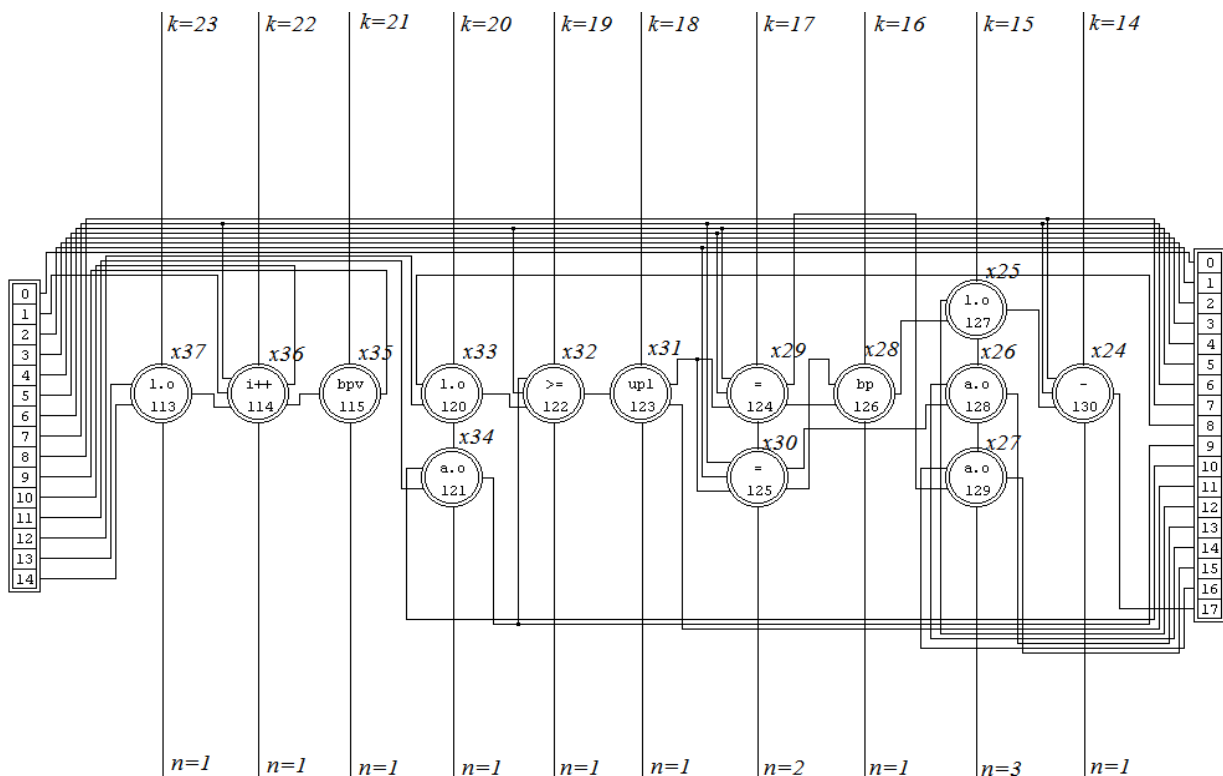 k=23 k=22 k=21 k=20 k=19 k=18 k=17 k=16 k=15 k=14
0
1
2
3
4
5
6
7
8
9
10
11
12
13
14
x37
l.o
113
x36
i++
114
x35
bpv
115
x33
l.o
120
x34
a.o
121
x32
>=
122
x31
upl
123
x29
=
124
x30
=
125
x28
bp
126
x25
l.o
127
x26
a.o
128
x27
a.o
129
x24
-
130
0
1
2
3
4
5
6
7
8
9
10
11
12
13
14
15
16
17
n=1 n=1 n=1 n=1 n=1 n=1 n=2 n=1 n=3 n=1